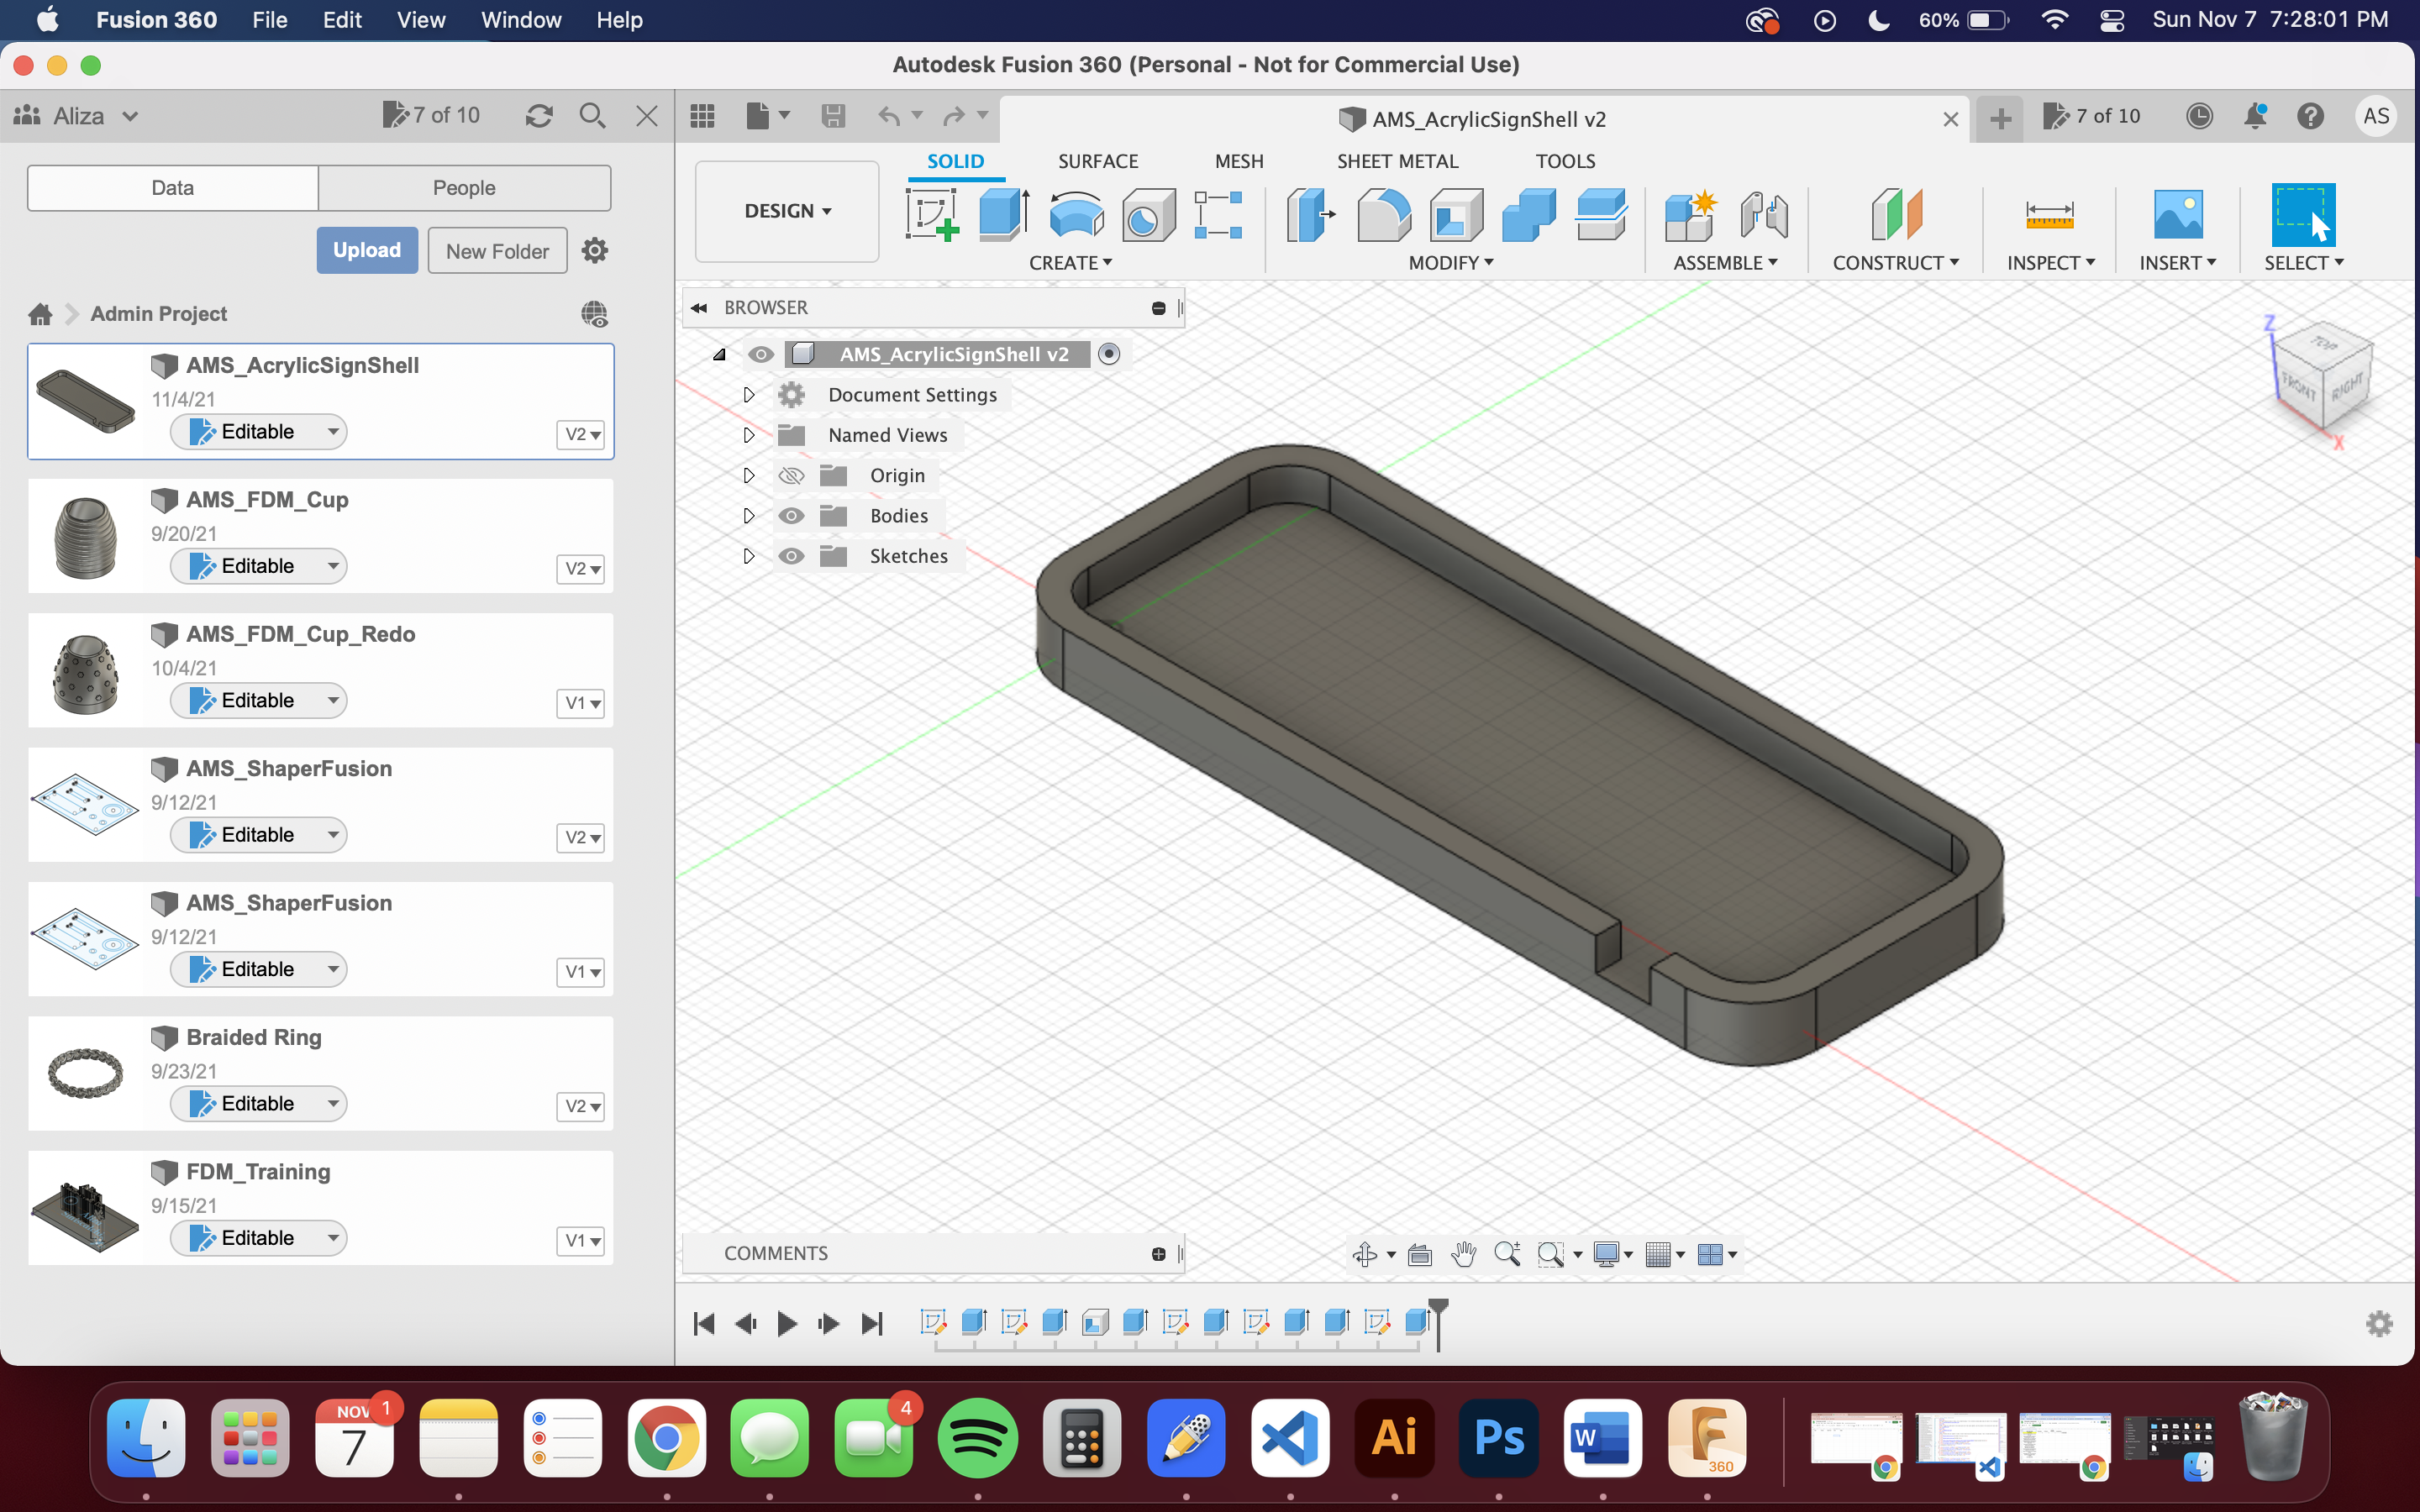 Fusion 360 File Edit View Window Help 60% Sun Nov 7 7:28:01 PM
Autodesk Fusion 360 (Personal - Not for Commercial Use)
Aliza 7 of 10
AMS_AcrylicSignShell v2
7 of 10 AS
Data People
Upload New Folder
Admin Project
AMS_AcrylicSignShell
11/4/21
Editable V2
AMS_FDM_Cup
9/20/21
Editable V2
AMS_FDM_Cup_Redo
10/4/21
Editable V1
AMS_ShaperFusion
9/12/21
Editable V2
AMS_ShaperFusion
9/12/21
Editable V1
Braided Ring
9/23/21
Editable V2
FDM_Training
9/15/21
Editable V1
DESIGN
SOLID SURFACE MESH SHEET METAL TOOLS
CREATE MODIFY ASSEMBLE CONSTRUCT INSPECT INSERT SELECT
BROWSER
AMS_AcrylicSignShell v2
Document Settings
Named Views
Origin
Bodies
Sketches
Z
TOP
FRONT RIGHT
X
COMMENTS
NOV 1
7
4
Ai
Ps
W
360